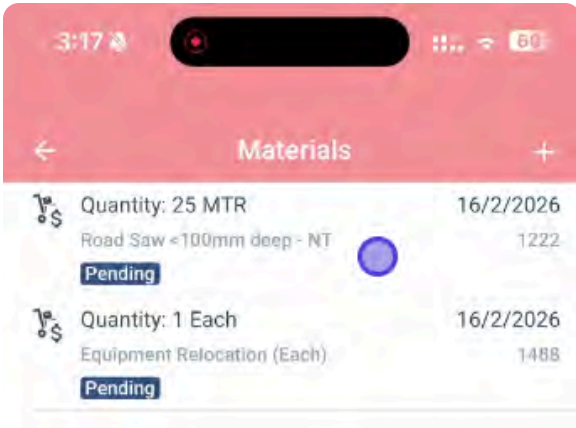 3:17 60
Materials
Quantity: 25 MTR 16/2/2026
Road Saw <100mm deep - NT 1222
Pending
Quantity: 1 Each 16/2/2026
Equipment Relocation (Each) 1488
Pending